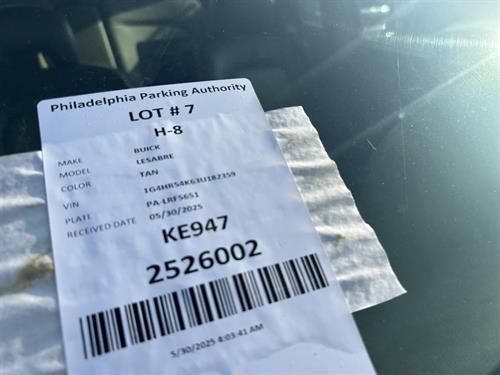 Philadelphia Parking Authority
LOT # 7
H-8
MAKE BUICK
MODEL LESABRE
COLOR TAN
VIN 1G4HR54K63U182359
PLATE PA-LRF5651
RECEIVED DATE 05/30/2025
KE947
2526002
5/30/2025 4:03:41 AM